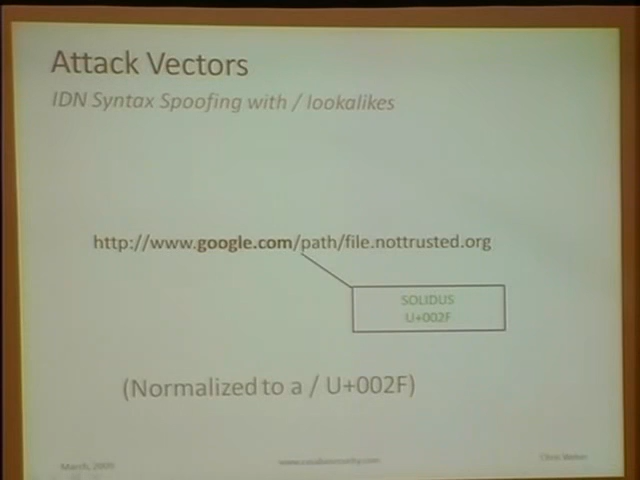 Attack Vectors
IDN Syntax Spoofing with / lookalikes
http://www.google.com/path/file.nottrusted.org
SOLIDUS
U+002F
(Normalized to a / U+002F)
March, 2009
Chris Weber